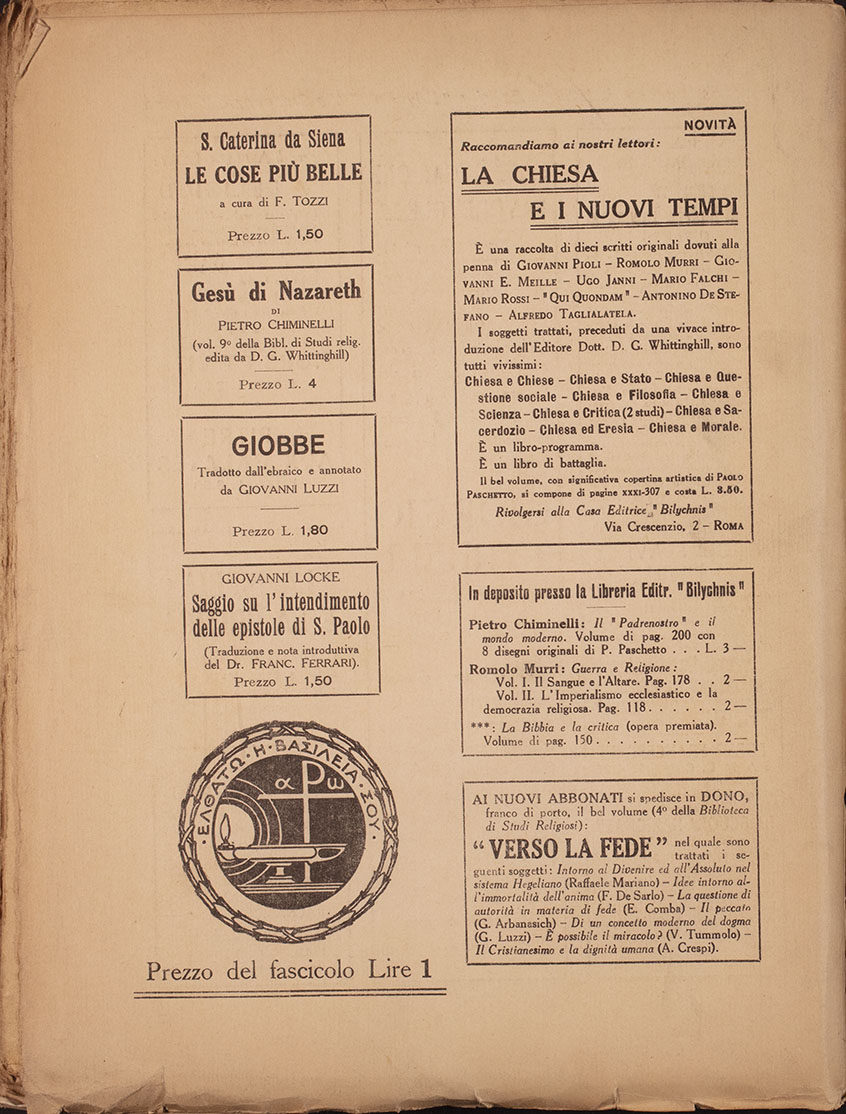 S. Caterina da Siena
LE COSE PIÙ BELLE
a cura di F. TOZZI
Prezzo L. 1,50
Gesù di Nazareth
DI
PIETRO CHIMINELLI
(vol. 9º della Bibl. di Studi relig.
edita da D. G. Whittinghill)
Prezzo L. 4
GIOBBE
Tradotto dall'ebraico e annotato
da GIOVANNI LUZZI
Prezzo L. 1,80
GIOVANNI LOCKE
Saggio su l'intendimento
delle epistole di S. Paolo
(Traduzione e nota introduttiva
del Dr. FRANC. FERRARI).
Prezzo L. 1,50
· ΕΛΘΑΤΩ · Η · ΒΑΣΙΛΕΙΑ · ΣΟΥ ·
α ω
Prezzo del fascicolo Lire 1
NOVITÀ
Raccomandiamo ai nostri lettori:
LA CHIESA
E I NUOVI TEMPI
È una raccolta di dieci scritti originali dovuti alla
penna di GIOVANNI PIOLI – ROMOLO MURRI – GIO-
VANNI E. MEILLE – UGO JANNI – MARIO FALCHI –
MARIO ROSSI – " QUI QUONDAM " – ANTONINO DE STE-
FANO – ALFREDO TAGLIALATELA.
I soggetti trattati, preceduti da una vivace intro-
duzione dell'Editore Dott. D. G. Whittinghill, sono
tutti vivissimi:
Chiesa e Chiese – Chiesa e Stato – Chiesa e Que-
stione sociale – Chiesa e Filosofia – Chiesa e
Scienza – Chiesa e Critica (2 studi) – Chiesa e Sa-
cerdozio – Chiesa ed Eresia – Chiesa e Morale.
È un libro-programma.
È un libro di battaglia.
Il bel volume, con significativa copertina artistica di PAOLO
PASCHETTO, si compone di pagine XXXI-307 e costa L. 3.50.
Rivolgersi alla Casa Editrice " Bilychnis "
Via Crescenzio, 2 – ROMA
In deposito presso la Libreria Editr. " Bilychnis "
Pietro Chiminelli: Il " Padrenostro " e il
mondo moderno. Volume di pag. 200 con
8 disegni originali di P. Paschetto . . . L. 3 —
Romolo Murri: Guerra e Religione:
Vol. I. Il Sangue e l'Altare. Pag. 178 . . 2 —
Vol. II. L'Imperialismo ecclesiastico e la
democrazia religiosa. Pag. 118 . . . . . . 2 —
***: La Bibbia e la critica (opera premiata).
Volume di pag. 150 . . . . . . . . . . 2 —
AI NUOVI ABBONATI si spedisce in DONO,
franco di porto, il bel volume (4º della Biblioteca
di Studi Religiosi):
“ VERSO LA FEDE ” nel quale sono
trattati i se-
guenti soggetti: Intorno al Divenire ed all'Assoluto nel
sistema Hegeliano (Raffaele Mariano) – Idee intorno al-
l'immortalità dell'anima (F. De Sarlo) – La questione di
autorità in materia di fede (E. Comba) – Il peccato
(G. Arbanasich) – Di un concetto moderno del dogma
(G. Luzzi) – È possibile il miracolo? (V. Tummolo) –
Il Cristianesimo e la dignità umana (A. Crespi).